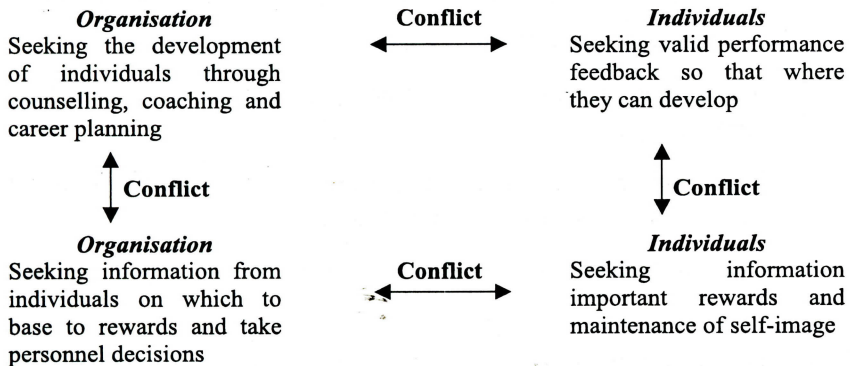 Organisation
Seeking the development
of individuals through
counselling, coaching and
career planning
Conflict
Individuals
Seeking valid performance
feedback so that where
they can develop
Conflict
Conflict
Organisation
Seeking information from
individuals on which to
base to rewards and take
personnel decisions
Conflict
Individuals
Seeking information
important rewards and
maintenance of self-image